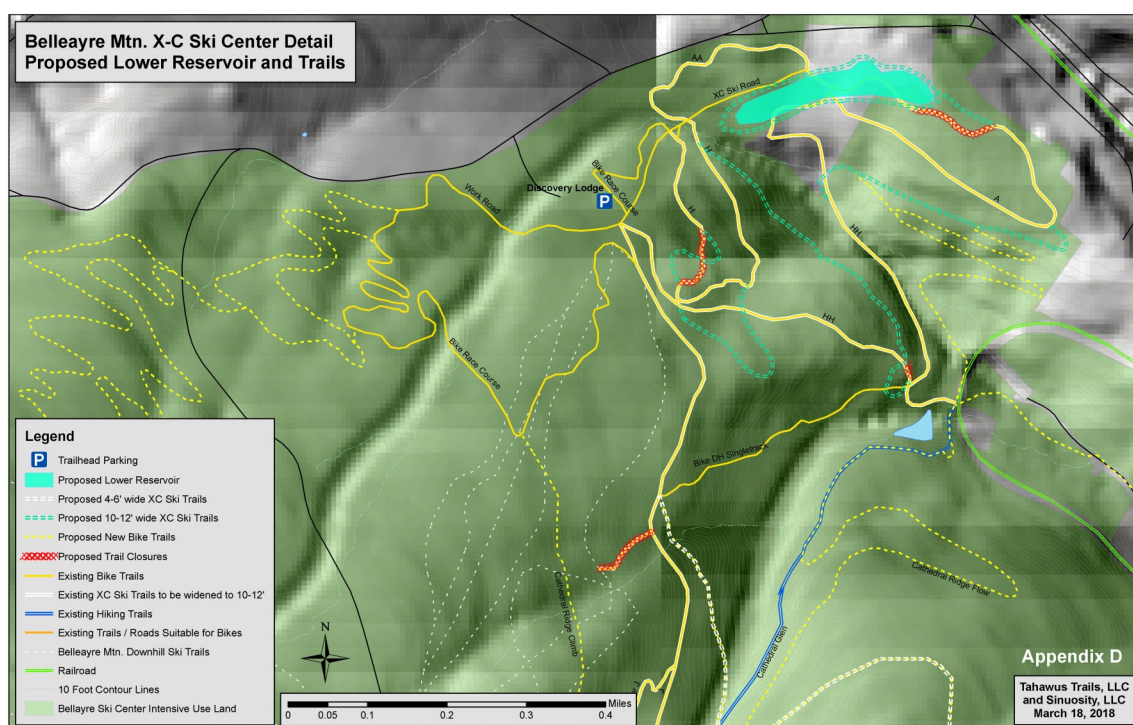 Belleayre Mtn. X-C Ski Center Detail
Proposed Lower Reservoir and Trails
AA
XC Ski Road
H
Bike Race Course
Discovery Lodge
P
Work Road
H
A
HH
HH
Bike Race Course
Bike DH Singletrack
Cathedral Ridge Flow
Cathedral Ridge Climb
Cathedral Glen
Legend
P Trailhead Parking
Proposed Lower Reservoir
Proposed 4-6' wide XC Ski Trails
Proposed 10-12' wide XC Ski Trails
Proposed New Bike Trails
Proposed Trail Closures
Existing Bike Trails
Existing XC Ski Trails to be widened to 10-12'
Existing Hiking Trails
Existing Trails / Roads Suitable for Bikes
Belleayre Mtn. Downhill Ski Trails
Railroad
10 Foot Contour Lines
Bellayre Ski Center Intensive Use Land
N
Miles
0 0.05 0.1 0.2 0.3 0.4
Appendix D
Tahawus Trails, LLC
and Sinuosity, LLC
March 18, 2018